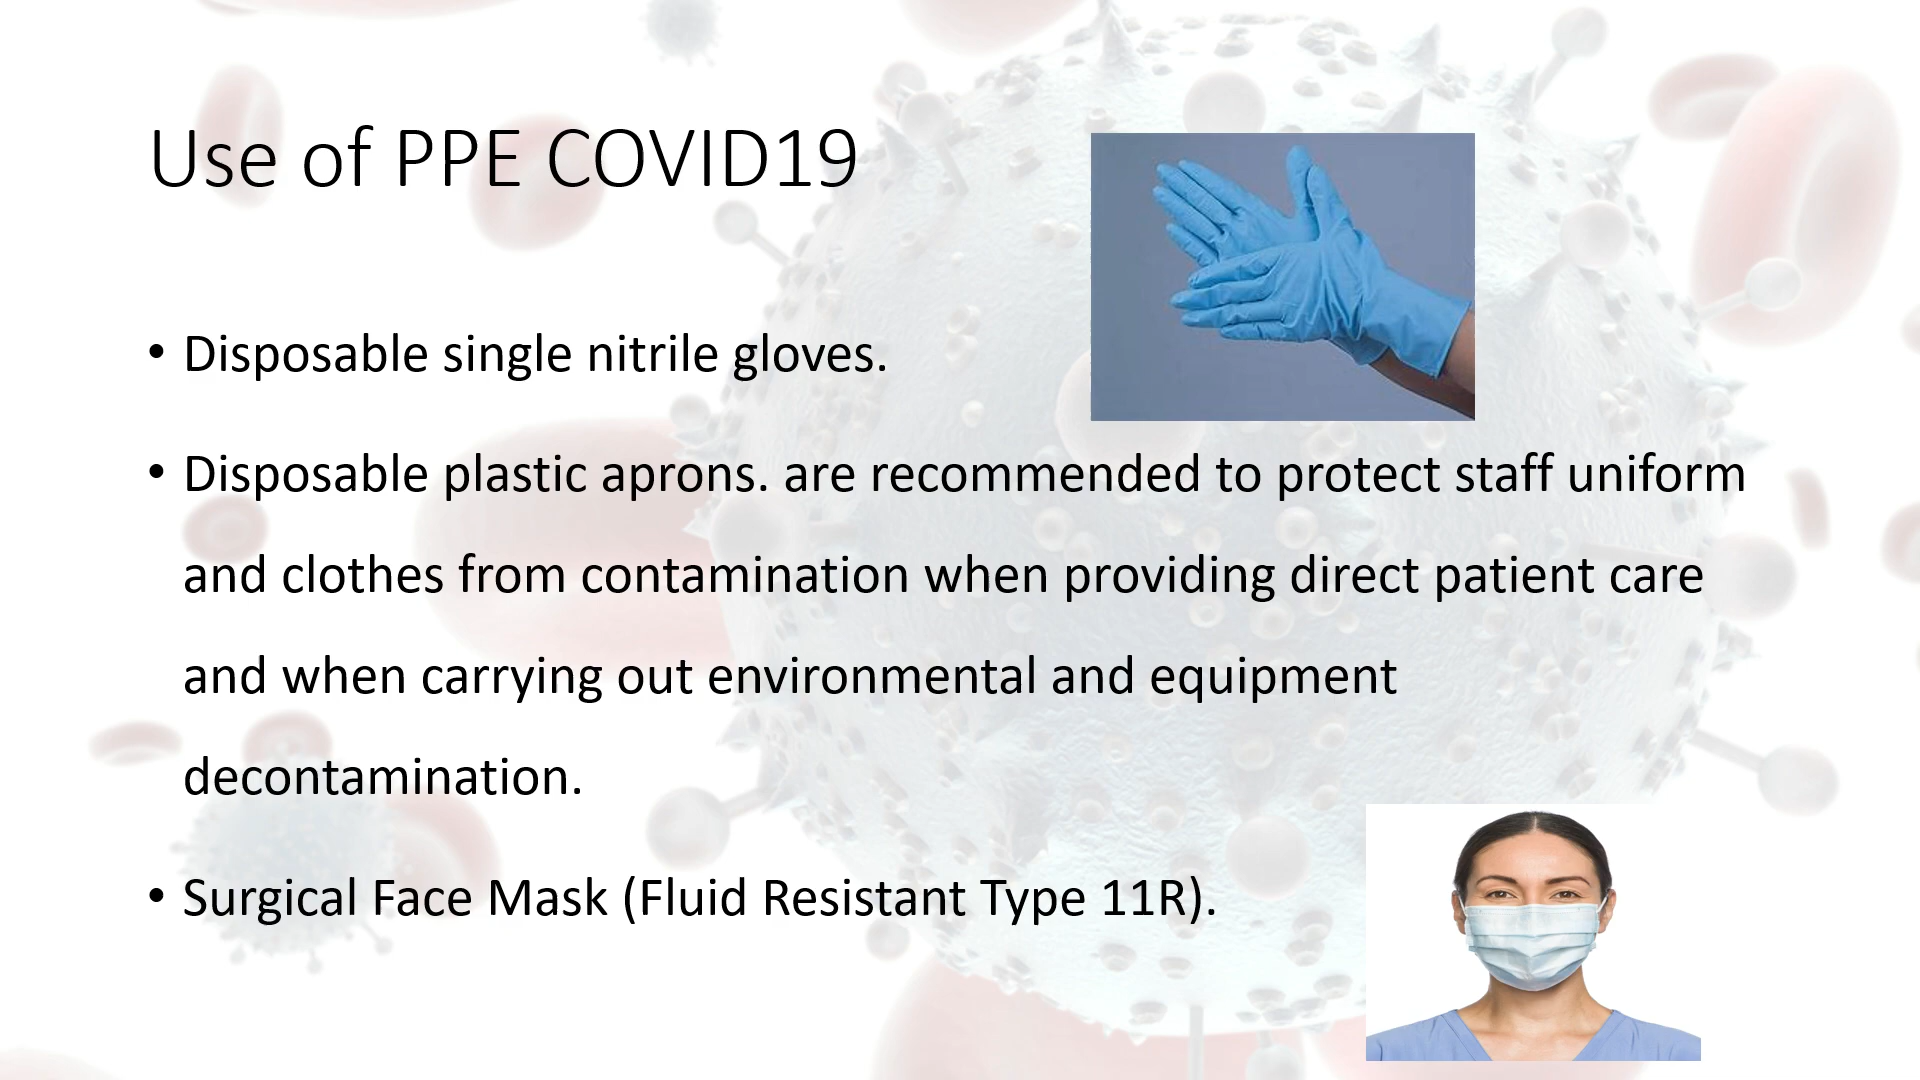 Use of PPE COVID19
• Disposable single nitrile gloves.
• Disposable plastic aprons. are recommended to protect staff uniform
and clothes from contamination when providing direct patient care
and when carrying out environmental and equipment
decontamination.
• Surgical Face Mask (Fluid Resistant Type 11R).